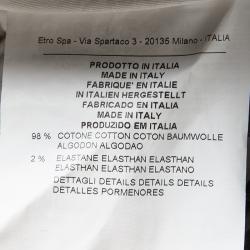 Etro Spa - Via Spartaco 3 - 20135 Milano - ITALIA
PRODOTTO IN ITALIA
MADE IN ITALY
FABRIQUE' EN ITALIE
IN ITALIEN HERGESTELLT
FABRICADO EN ITALIA
MADE IN ITALY
PRODUZIDO EM ITALIA
98 % COTONE COTTON COTON BAUMWOLLE
ALGODON ALGODAO
2 % ELASTANE ELASTHAN ELASTHAN
ELASTHAN ELASTHAN ELASTANO
DETTAGLI DETAILS DETAILS DETAILS
DETALLES PORMENORES